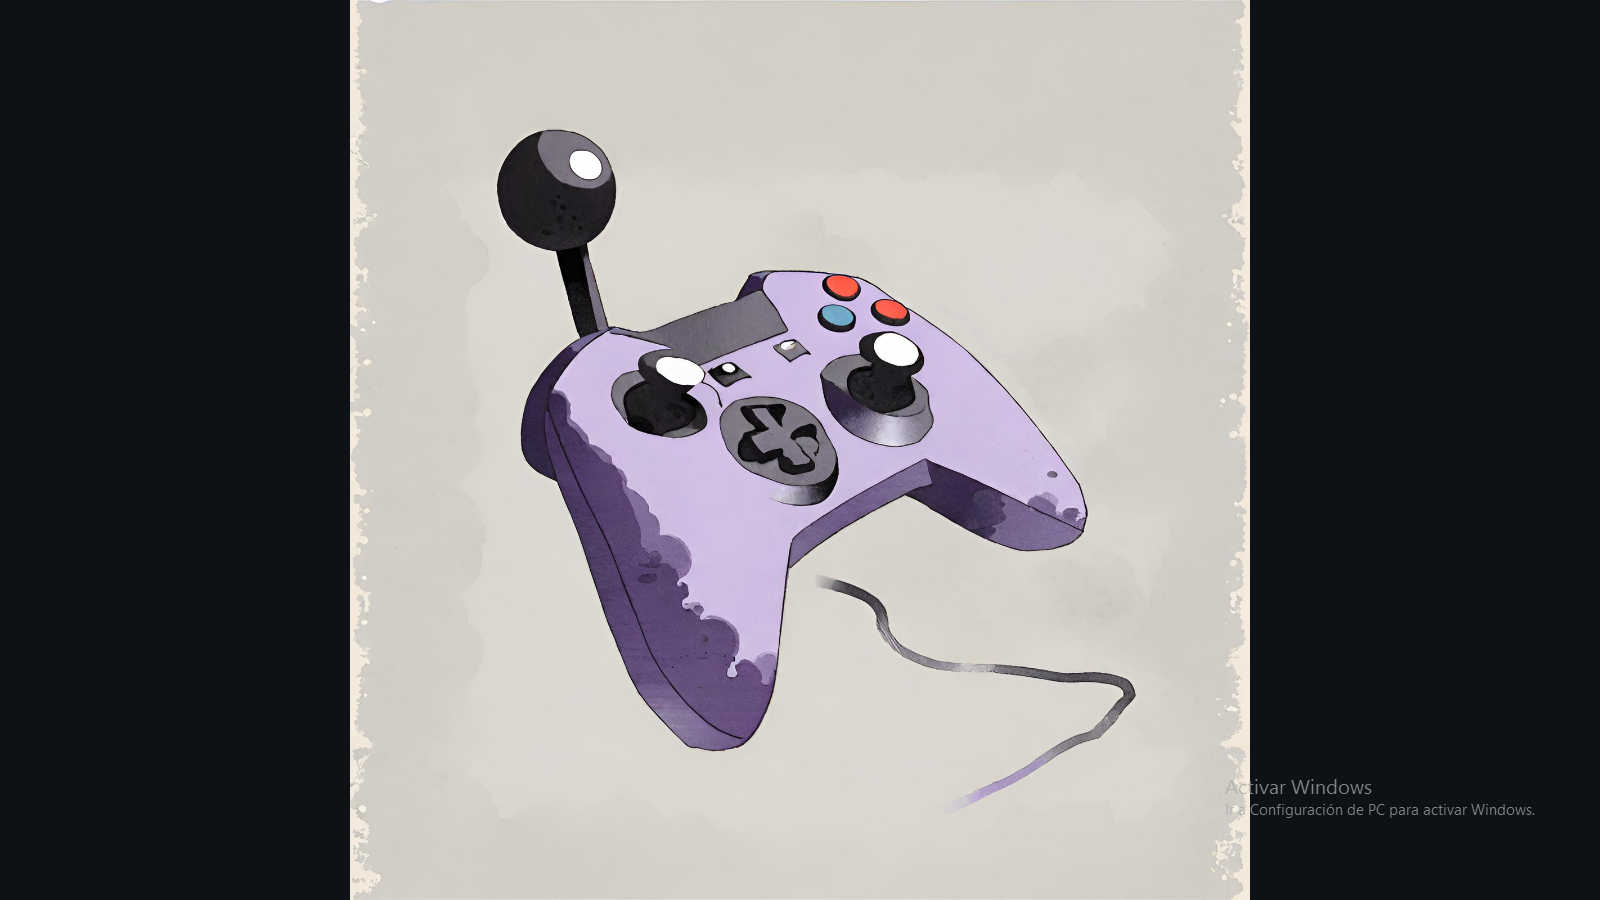 Activar Windows
Ir a Configuración de PC para activar Windows.